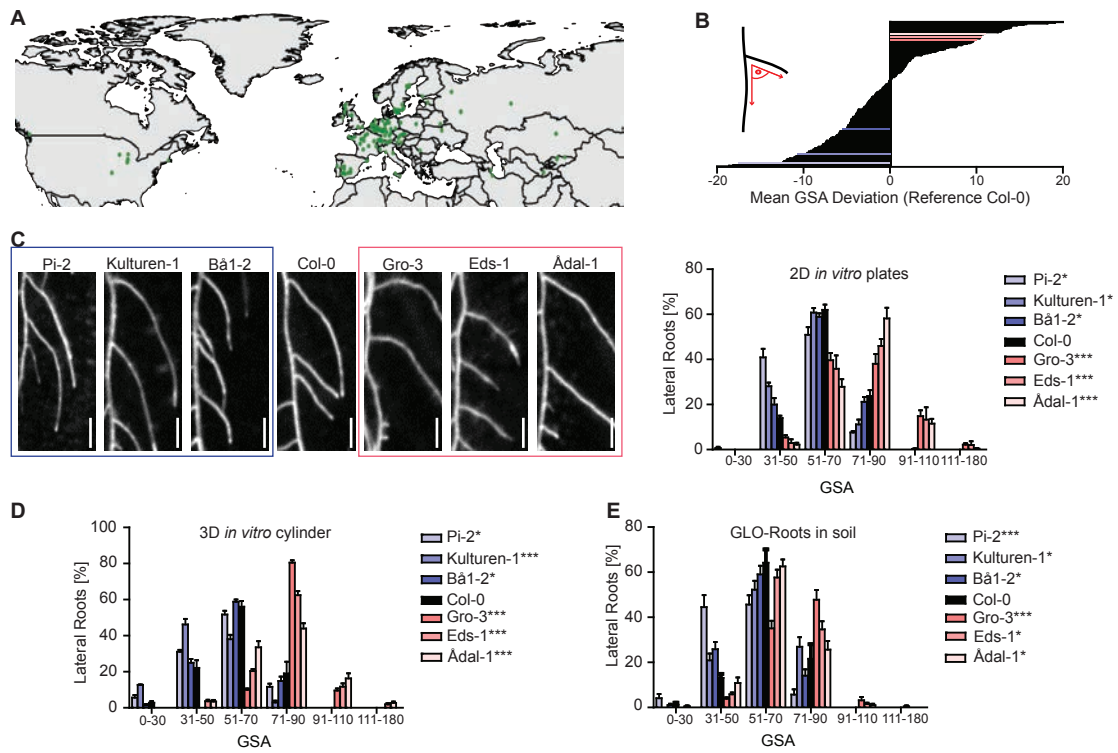 A
B
Φ
-20
-10
0
10
20
Mean GSA Deviation (Reference Col-0)
C
Pi-2
Kulturen-1
Bå1-2
Col-0
Gro-3
Eds-1
Ådal-1
2D in vitro plates
Lateral Roots [%]
80
60
40
20
0
0-30
31-50
51-70
71-90
91-110
111-180
GSA
Pi-2*
Kulturen-1*
Bå1-2*
Col-0
Gro-3***
Eds-1***
Ådal-1***
D
3D in vitro cylinder
Lateral Roots [%]
100
80
60
40
20
0
0-30
31-50
51-70
71-90
91-110
111-180
GSA
Pi-2*
Kulturen-1***
Bå1-2*
Col-0
Gro-3***
Eds-1***
Ådal-1***
E
GLO-Roots in soil
Lateral Roots [%]
80
60
40
20
0
0-30
31-50
51-70
71-90
91-110
111-180
GSA
Pi-2***
Kulturen-1*
Bå1-2*
Col-0
Gro-3***
Eds-1*
Ådal-1*